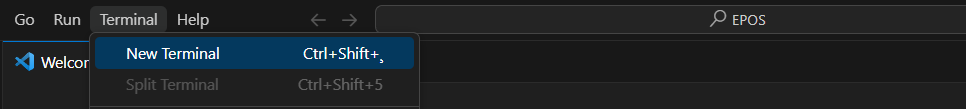 Go Run Terminal Help EPOS
New Terminal Ctrl+Shift+¸
Welcom
Split Terminal Ctrl+Shift+5